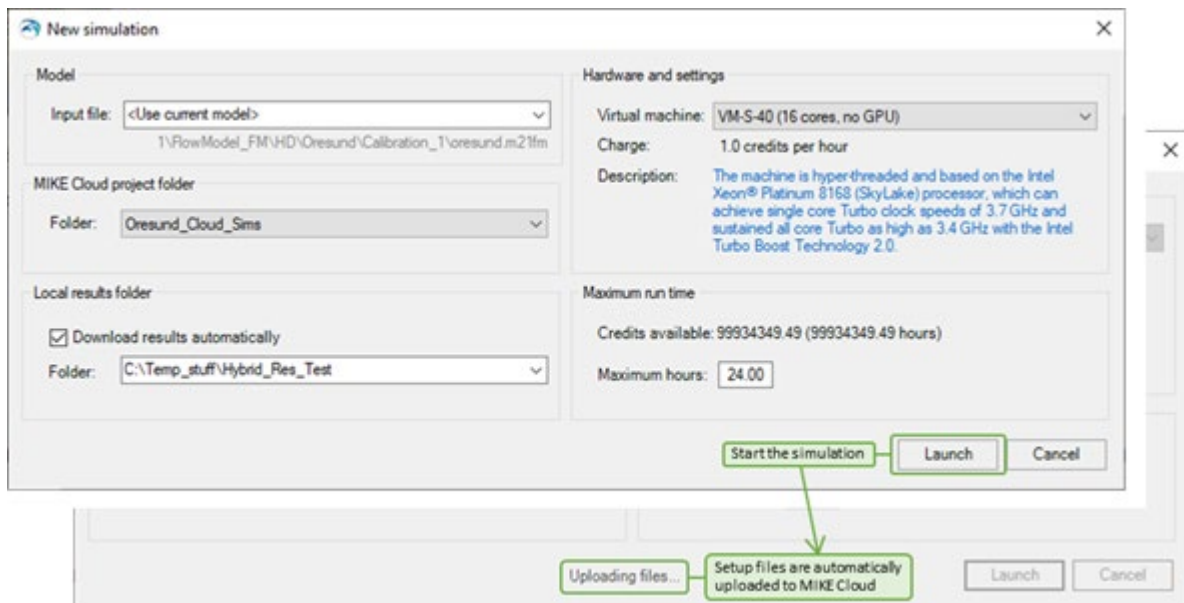 New simulation
Model
Input file: <Use current model>
1\FlowModel_FM\HD\Oresund\Calibration_1\oresund.m21fm
MIKE Cloud project folder
Folder: Oresund_Cloud_Sims
Local results folder
Download results automatically
Folder: C:\Temp_stuff\Hybrid_Res_Test
Hardware and settings
Virtual machine: VM-S-40 (16 cores, no GPU)
Charge: 1.0 credits per hour
Description: The machine is hyper-threaded and based on the Intel
Xeon® Platinum 8168 (SkyLake) processor, which can
achieve single core Turbo clock speeds of 3.7 GHz and
sustained all core Turbo as high as 3.4 GHz with the Intel
Turbo Boost Technology 2.0.
Maximum run time
Credits available: 99934349.49 (99934349.49 hours)
Maximum hours: 24.00
Start the simulation
Launch
Cancel
Uploading files...
Setup files are automatically
uploaded to MIKE Cloud
Launch
Cancel